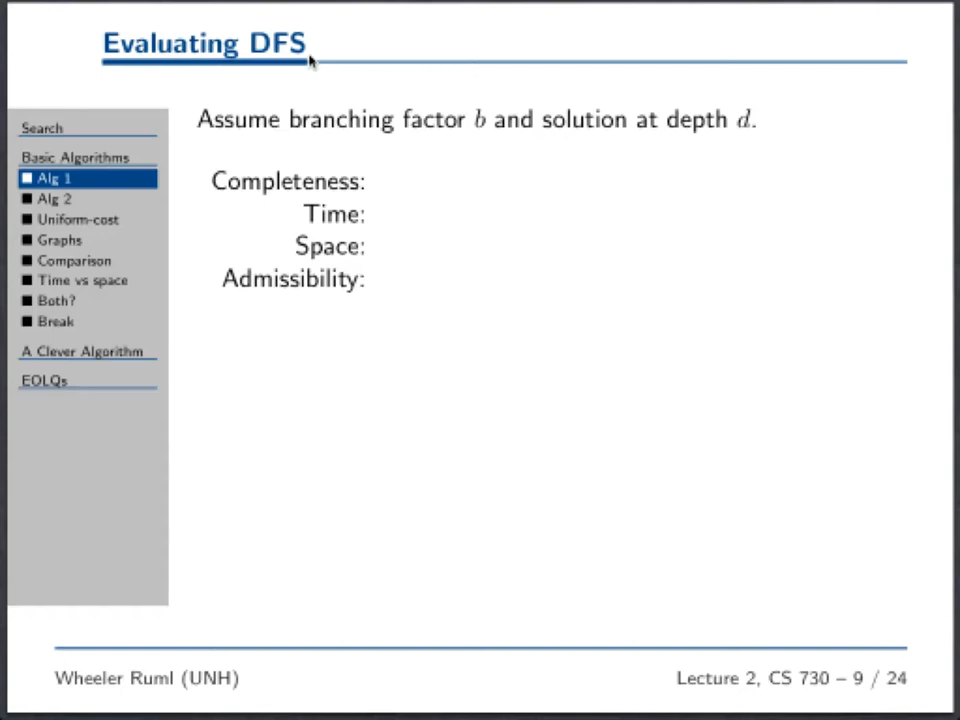 Evaluating DFS
Search
Basic Algorithms
Alg 1
Alg 2
Uniform-cost
Graphs
Comparison
Time vs space
Both?
Break
A Clever Algorithm
EOLQs
Assume branching factor b and solution at depth d.
Completeness:
Time:
Space:
Admissibility:
Wheeler Ruml (UNH)
Lecture 2, CS 730 – 9 / 24